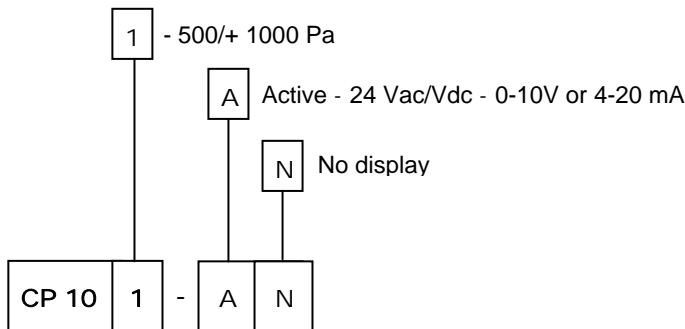 1 - 500/+ 1000 Pa
A Active - 24 Vac/Vdc - 0-10V or 4-20 mA
N No display
CP 10 1 - A N